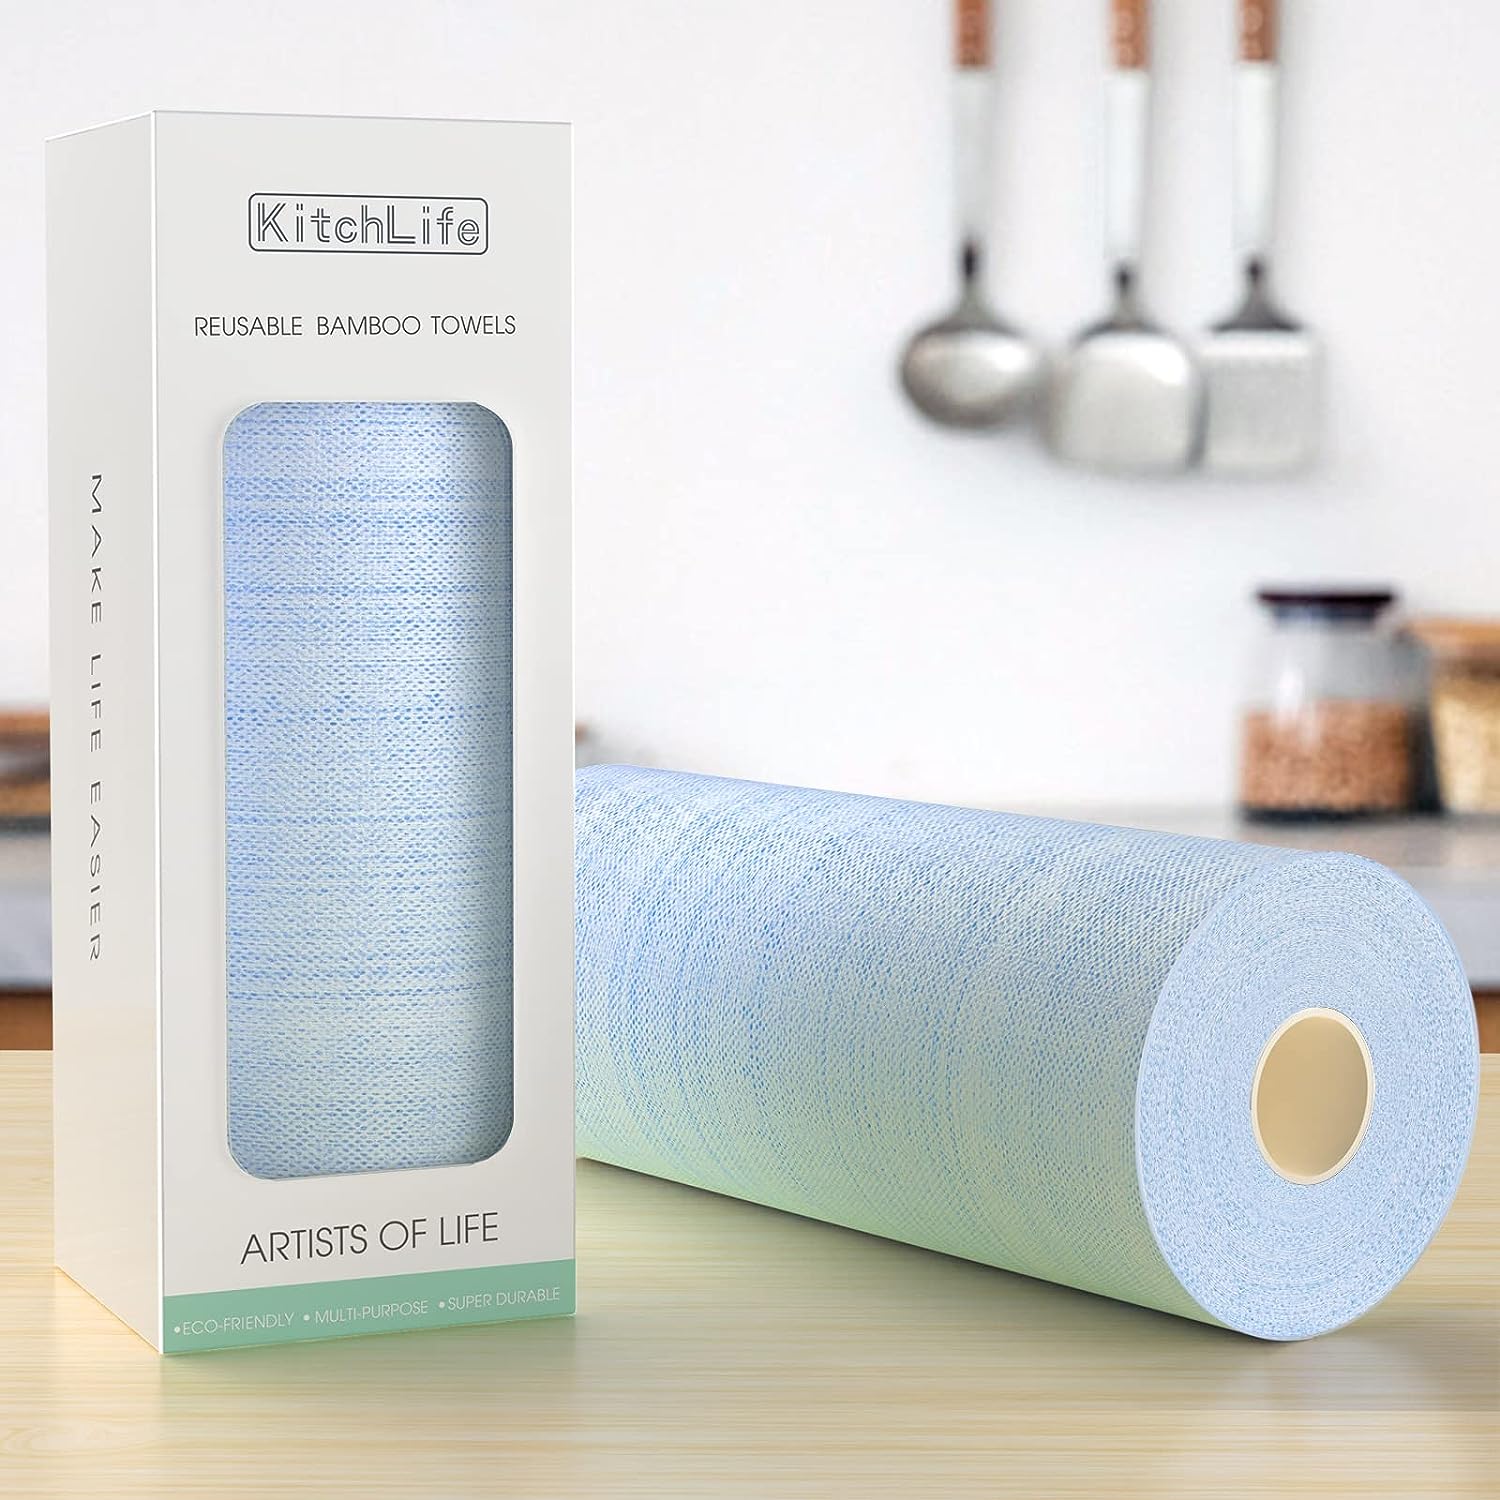 KitchLife
REUSABLE BAMBOO TOWELS
MAKE LIFE EASIER
ARTISTS OF LIFE
•ECO-FRIENDLY •MULTI-PURPOSE •SUPER DURABLE